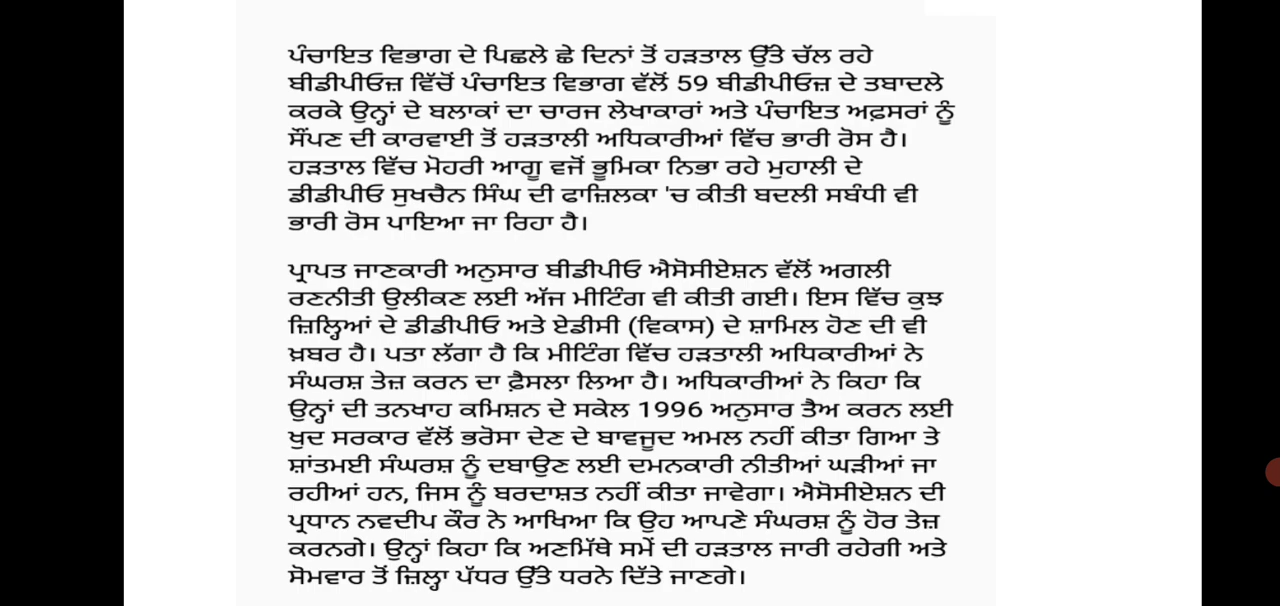 ਪੰਚਾਇਤ ਵਿਭਾਗ ਦੇ ਪਿਛਲੇ ਛੇ ਦਿਨਾਂ ਤੋਂ ਹੜਤਾਲ ਉੱਤੇ ਚੱਲ ਰਹੇ
ਬੀਡੀਪੀਓਜ਼ ਵਿੱਚੋਂ ਪੰਚਾਇਤ ਵਿਭਾਗ ਵੱਲੋਂ 59 ਬੀਡੀਪੀਓਜ਼ ਦੇ ਤਬਾਦਲੇ
ਕਰਕੇ ਉਨ੍ਹਾਂ ਦੇ ਬਲਾਕਾਂ ਦਾ ਚਾਰਜ ਲੇਖਾਕਾਰਾਂ ਅਤੇ ਪੰਚਾਇਤ ਅਫ਼ਸਰਾਂ ਨੂੰ
ਸੌਂਪਣ ਦੀ ਕਾਰਵਾਈ ਤੋਂ ਹੜਤਾਲੀ ਅਧਿਕਾਰੀਆਂ ਵਿੱਚ ਭਾਰੀ ਰੋਸ ਹੈ।
ਹੜਤਾਲ ਵਿੱਚ ਮੋਹਰੀ ਆਗੂ ਵਜੋਂ ਭੂਮਿਕਾ ਨਿਭਾ ਰਹੇ ਮੁਹਾਲੀ ਦੇ
ਡੀਡੀਪੀਓ ਸੁਖਚੈਨ ਸਿੰਘ ਦੀ ਫਾਜ਼ਿਲਕਾ 'ਚ ਕੀਤੀ ਬਦਲੀ ਸਬੰਧੀ ਵੀ
ਭਾਰੀ ਰੋਸ ਪਾਇਆ ਜਾ ਰਿਹਾ ਹੈ।
ਪ੍ਰਾਪਤ ਜਾਣਕਾਰੀ ਅਨੁਸਾਰ ਬੀਡੀਪੀਓ ਐਸੋਸੀਏਸ਼ਨ ਵੱਲੋਂ ਅਗਲੀ
ਰਣਨੀਤੀ ਉਲੀਕਣ ਲਈ ਅੱਜ ਮੀਟਿੰਗ ਵੀ ਕੀਤੀ ਗਈ। ਇਸ ਵਿੱਚ ਕੁਝ
ਜ਼ਿਲ੍ਹਿਆਂ ਦੇ ਡੀਡੀਪੀਓ ਅਤੇ ਏਡੀਸੀ (ਵਿਕਾਸ) ਦੇ ਸ਼ਾਮਿਲ ਹੋਣ ਦੀ ਵੀ
ਖ਼ਬਰ ਹੈ। ਪਤਾ ਲੱਗਾ ਹੈ ਕਿ ਮੀਟਿੰਗ ਵਿੱਚ ਹੜਤਾਲੀ ਅਧਿਕਾਰੀਆਂ ਨੇ
ਸੰਘਰਸ਼ ਤੇਜ਼ ਕਰਨ ਦਾ ਫ਼ੈਸਲਾ ਲਿਆ ਹੈ। ਅਧਿਕਾਰੀਆਂ ਨੇ ਕਿਹਾ ਕਿ
ਉਨ੍ਹਾਂ ਦੀ ਤਨਖਾਹ ਕਮਿਸ਼ਨ ਦੇ ਸਕੇਲ 1996 ਅਨੁਸਾਰ ਤੈਅ ਕਰਨ ਲਈ
ਖੁਦ ਸਰਕਾਰ ਵੱਲੋਂ ਭਰੋਸਾ ਦੇਣ ਦੇ ਬਾਵਜੂਦ ਅਮਲ ਨਹੀਂ ਕੀਤਾ ਗਿਆ ਤੇ
ਸ਼ਾਂਤਮਈ ਸੰਘਰਸ਼ ਨੂੰ ਦਬਾਉਣ ਲਈ ਦਮਨਕਾਰੀ ਨੀਤੀਆਂ ਘੜੀਆਂ ਜਾ
ਰਹੀਆਂ ਹਨ, ਜਿਸ ਨੂੰ ਬਰਦਾਸ਼ਤ ਨਹੀਂ ਕੀਤਾ ਜਾਵੇਗਾ। ਐਸੋਸੀਏਸ਼ਨ ਦੀ
ਪ੍ਰਧਾਨ ਨਵਦੀਪ ਕੌਰ ਨੇ ਆਖਿਆ ਕਿ ਉਹ ਆਪਣੇ ਸੰਘਰਸ਼ ਨੂੰ ਹੋਰ ਤੇਜ਼
ਕਰਨਗੇ। ਉਨ੍ਹਾਂ ਕਿਹਾ ਕਿ ਅਣਮਿੱਥੇ ਸਮੇਂ ਦੀ ਹੜਤਾਲ ਜਾਰੀ ਰਹੇਗੀ ਅਤੇ
ਸੋਮਵਾਰ ਤੋਂ ਜ਼ਿਲ੍ਹਾ ਪੱਧਰ ਉੱਤੇ ਧਰਨੇ ਦਿੱਤੇ ਜਾਣਗੇ।